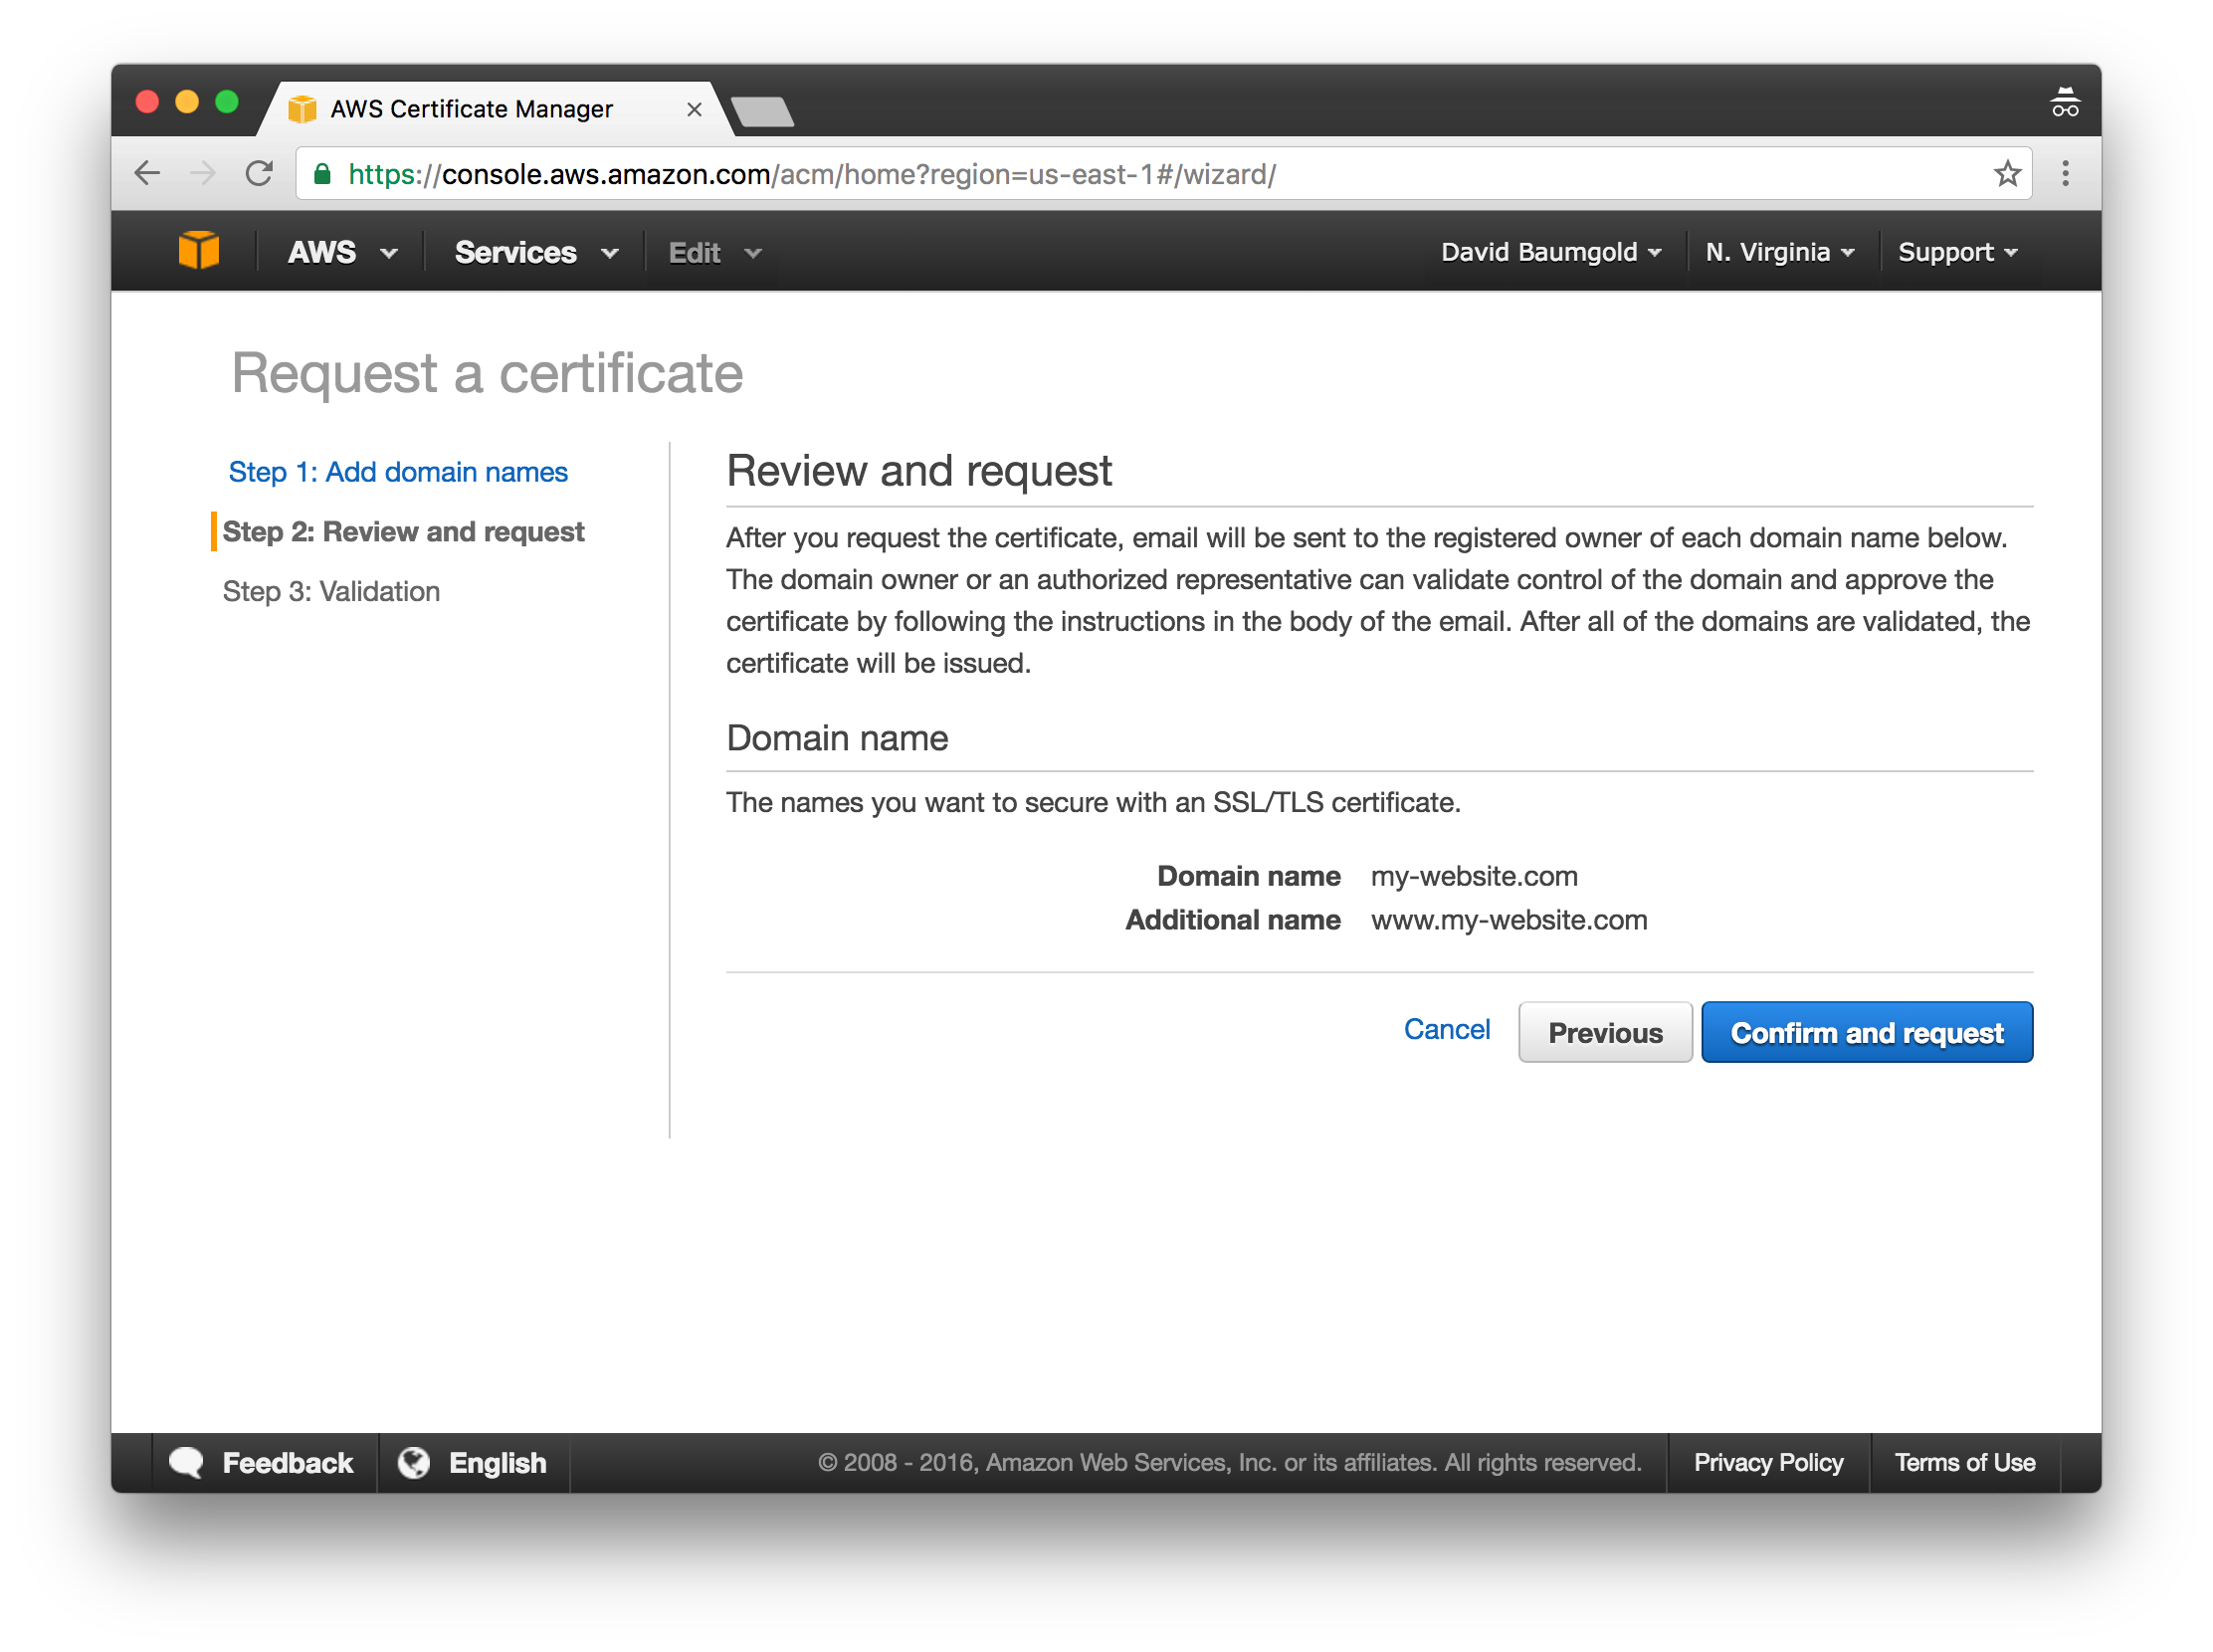 AWS Certificate Manager
https://console.aws.amazon.com/acm/home?region=us-east-1#/wizard/
AWS Services Edit David Baumgold N. Virginia Support
Request a certificate
Step 1: Add domain names
Step 2: Review and request
Step 3: Validation
Review and request
After you request the certificate, email will be sent to the registered owner of each domain name below.
The domain owner or an authorized representative can validate control of the domain and approve the
certificate by following the instructions in the body of the email. After all of the domains are validated, the
certificate will be issued.
Domain name
The names you want to secure with an SSL/TLS certificate.
Domain name my-website.com
Additional name www.my-website.com
Cancel Previous Confirm and request
Feedback English © 2008 - 2016, Amazon Web Services, Inc. or its affiliates. All rights reserved. Privacy Policy Terms of Use